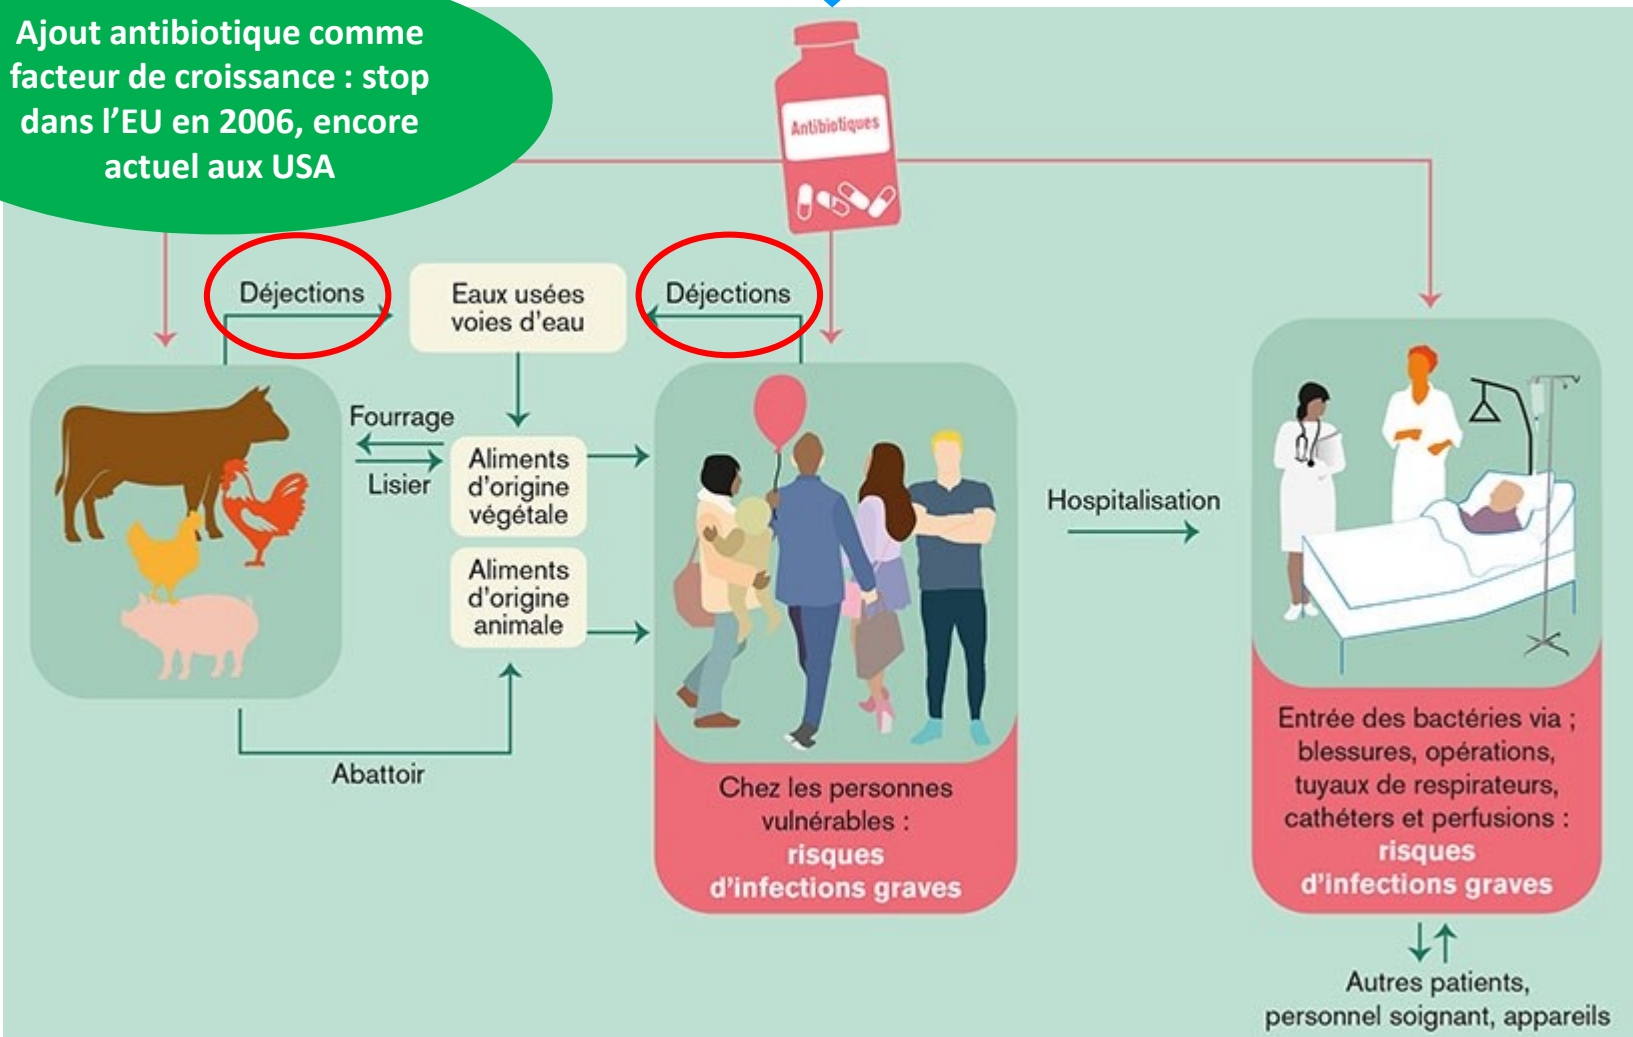 Ajout antibiotique comme
facteur de croissance : stop
dans l’EU en 2006, encore
actuel aux USA
Antibiotiques
Déjections
Eaux usées
voies d'eau
Déjections
Fourrage
Lisier
Aliments
d'origine
végétale
Aliments
d'origine
animale
Abattoir
Hospitalisation
Chez les personnes
vulnérables :
risques
d'infections graves
Entrée des bactéries via ;
blessures, opérations,
tuyaux de respirateurs,
cathéters et perfusions :
risques
d'infections graves
Autres patients,
personnel soignant, appareils